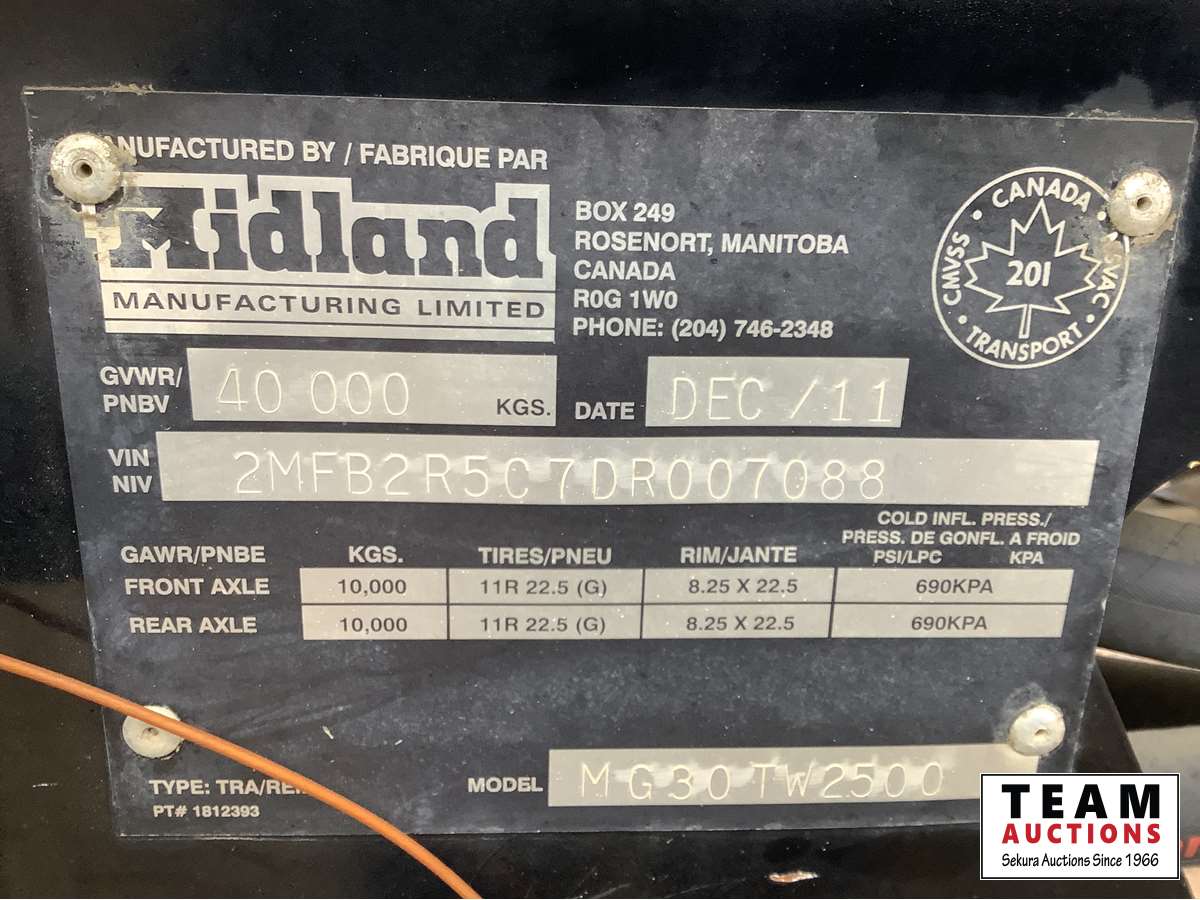 ANUFACTURED BY / FABRIQUE PAR
Midland
MANUFACTURING LIMITED
BOX 249
ROSENORT, MANITOBA
CANADA
R0G 1W0
PHONE: (204) 746-2348
CANADA
CMVSS
201
TRANSPORT
GVWR/
PNBV
40 000 KGS.
DATE DEC /11
VIN
NIV
2MFB2R5C7DR007088
COLD INFL. PRESS./
PRESS. DE GONFL. A FROID
GAWR/PNBE KGS. TIRES/PNEU RIM/JANTE PSI/LPC KPA
FRONT AXLE 10,000 11R 22.5 (G) 8.25 X 22.5 690KPA
REAR AXLE 10,000 11R 22.5 (G) 8.25 X 22.5 690KPA
TYPE: TRA/RE
PT# 1812393
MODEL MG30TW2500
TEAM
AUCTIONS
Sekura Auctions Since 1966